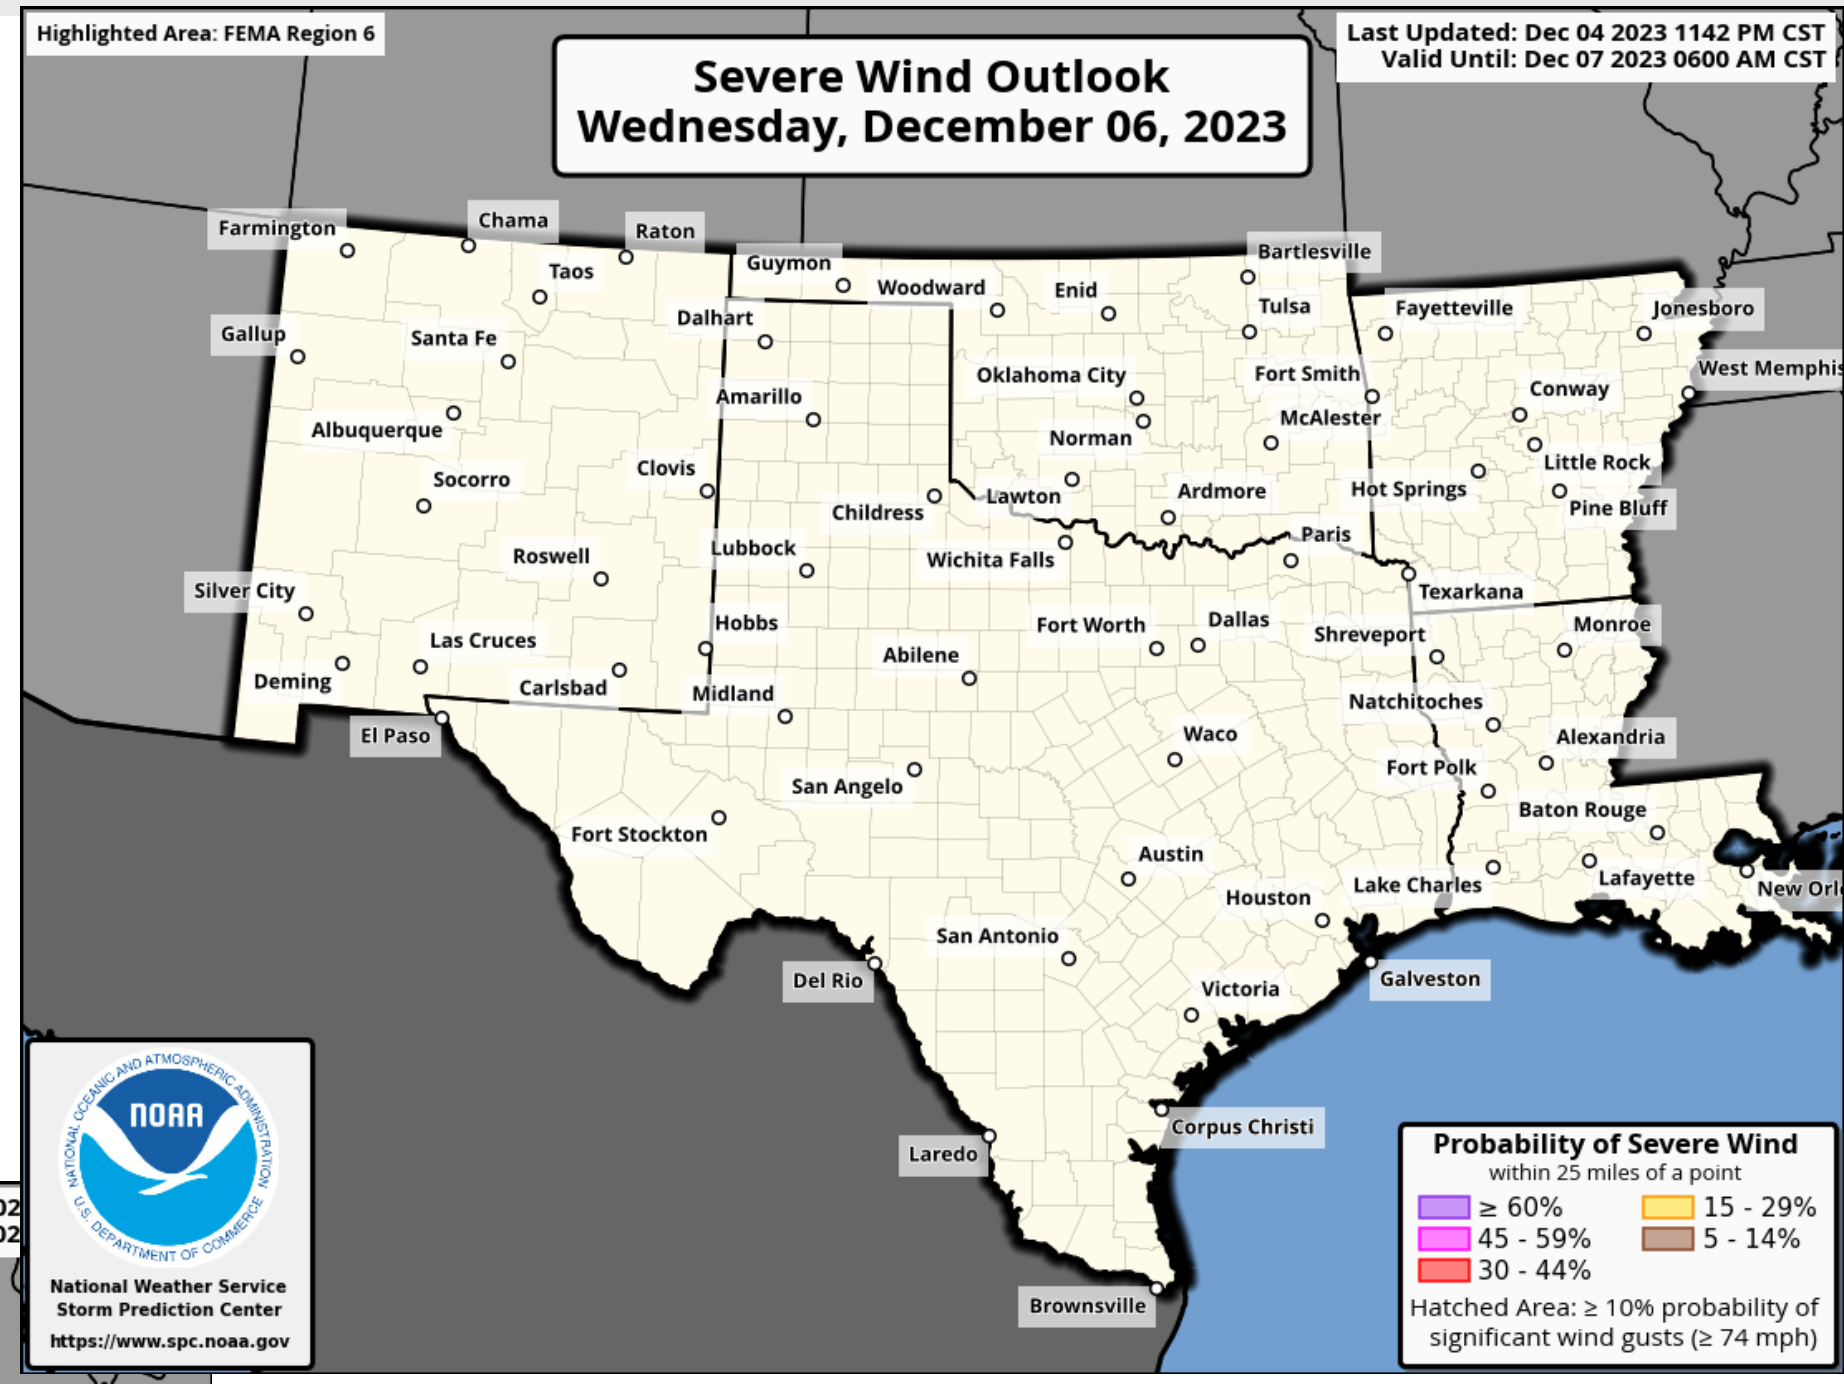 Highlighted Area: FEMA Region 6
Last Updated: Dec 04 2023 1142 PM CST
Valid Until: Dec 07 2023 0600 AM CST
Severe Wind Outlook
Wednesday, December 06, 2023
Farmington
Chama
Raton
Taos
Guymon
Woodward
Enid
Bartlesville
Tulsa
Fayetteville
Jonesboro
Gallup
Santa Fe
Dalhart
West Memphis
Oklahoma City
Fort Smith
Conway
Amarillo
McAlester
Albuquerque
Norman
Little Rock
Socorro
Clovis
Lawton
Ardmore
Hot Springs
Pine Bluff
Childress
Paris
Roswell
Lubbock
Wichita Falls
Silver City
Texarkana
Hobbs
Fort Worth
Dallas
Shreveport
Monroe
Las Cruces
Abilene
Deming
Carlsbad
Midland
Natchitoches
El Paso
Waco
Alexandria
San Angelo
Fort Polk
Fort Stockton
Baton Rouge
Austin
Lake Charles
Lafayette
New Orl
Houston
San Antonio
Del Rio
Galveston
Victoria
Corpus Christi
Laredo
Brownsville
NATIONAL OCEANIC AND ATMOSPHERIC ADMINISTRATION
NOAA
U.S. DEPARTMENT OF COMMERCE
National Weather Service
Storm Prediction Center
https://www.spc.noaa.gov
02
02
Probability of Severe Wind
within 25 miles of a point
≥ 60% 15 - 29%
45 - 59% 5 - 14%
30 - 44%
Hatched Area: ≥ 10% probability of
significant wind gusts (≥ 74 mph)